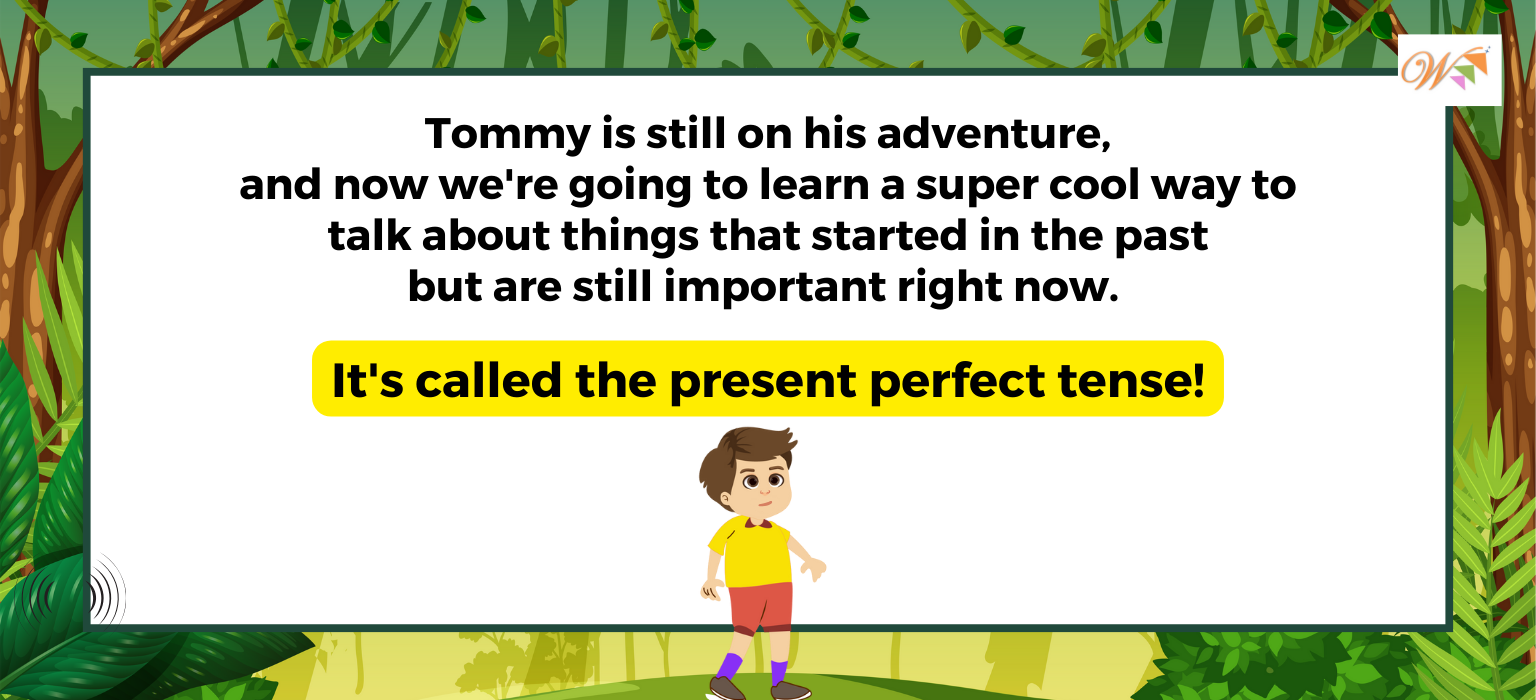 Tommy is still on his adventure,
and now we're going to learn a super cool way to
talk about things that started in the past
but are still important right now.
It's called the present perfect tense!
W